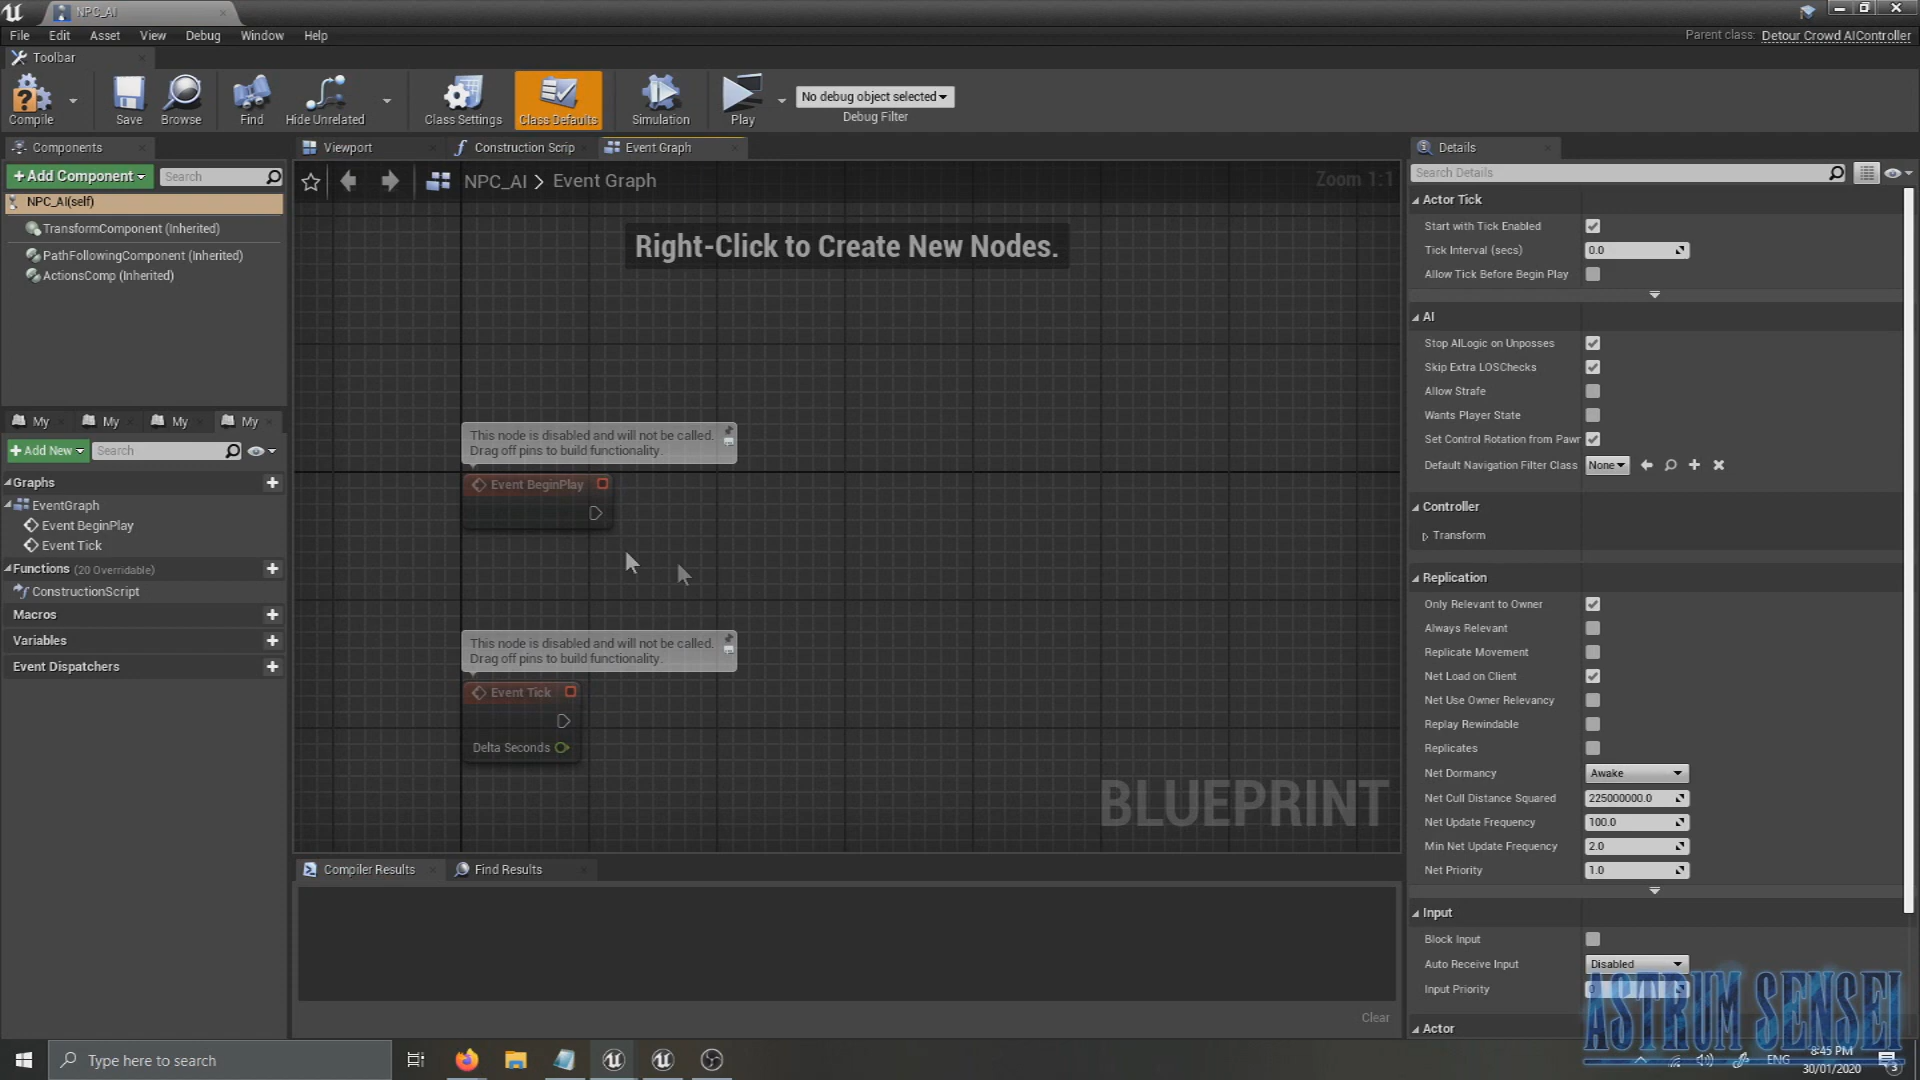 NPC_AI
File Edit Asset View Debug Window Help
Parent class: Detour Crowd AIController
Toolbar
Compile
Save
Browse
Find
Hide Unrelated
Class Settings
Class Defaults
Simulation
Play
No debug object selected
Debug Filter
Components
+Add Component
Search
NPC_AI(self)
TransformComponent (Inherited)
PathFollowingComponent (Inherited)
ActionsComp (Inherited)
My My My My
+Add New
Search
Graphs
EventGraph
Event BeginPlay
Event Tick
Functions (20 Overridable)
ConstructionScript
Macros
Variables
Event Dispatchers
Viewport
Construction Scrip
Event Graph
NPC_AI > Event Graph
Zoom 1:1
Right-Click to Create New Nodes.
This node is disabled and will not be called.
Drag off pins to build functionality.
Event BeginPlay
This node is disabled and will not be called.
Drag off pins to build functionality.
Event Tick
Delta Seconds
BLUEPRINT
Compiler Results
Find Results
Clear
Details
Search Details
Actor Tick
Start with Tick Enabled
Tick Interval (secs) 0.0
Allow Tick Before Begin Play
AI
Stop AILogic on Unposses
Skip Extra LOSChecks
Allow Strafe
Wants Player State
Set Control Rotation from Pawn
Default Navigation Filter Class None
Controller
Transform
Replication
Only Relevant to Owner
Always Relevant
Replicate Movement
Net Load on Client
Net Use Owner Relevancy
Replay Rewindable
Replicates
Net Dormancy Awake
Net Cull Distance Squared 225000000.0
Net Update Frequency 100.0
Min Net Update Frequency 2.0
Net Priority 1.0
Input
Block Input
Auto Receive Input Disabled
Input Priority 0
Actor
ASTRUM SENSEI
Type here to search
ENG
8:45 PM
30/01/2020
3